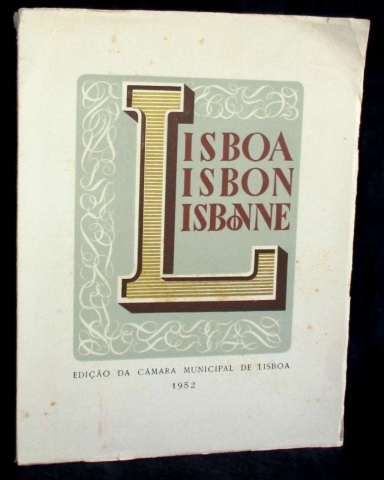 LISBOA
LISBON
LISBONNE
EDIÇÃO DA CÂMARA MUNICIPAL DE LISBOA
1952